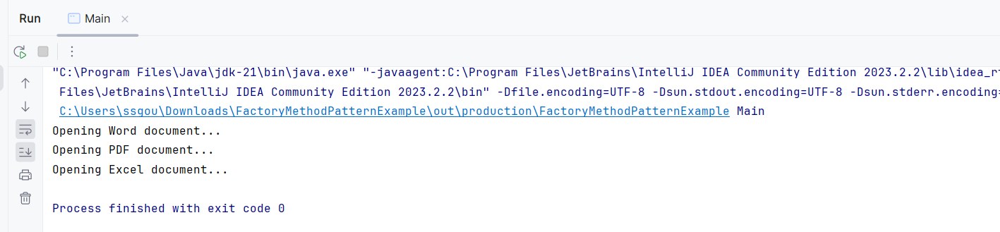 Run Main
"C:\Program Files\Java\jdk-21\bin\java.exe" "-javaagent:C:\Program Files\JetBrains\IntelliJ IDEA Community Edition 2023.2.2\lib\idea_rt
Files\JetBrains\IntelliJ IDEA Community Edition 2023.2.2\bin" -Dfile.encoding=UTF-8 -Dsun.stdout.encoding=UTF-8 -Dsun.stderr.encoding=
C:\Users\ssgou\Downloads\FactoryMethodPatternExample\out\production\FactoryMethodPatternExample Main
Opening Word document...
Opening PDF document...
Opening Excel document...
Process finished with exit code 0